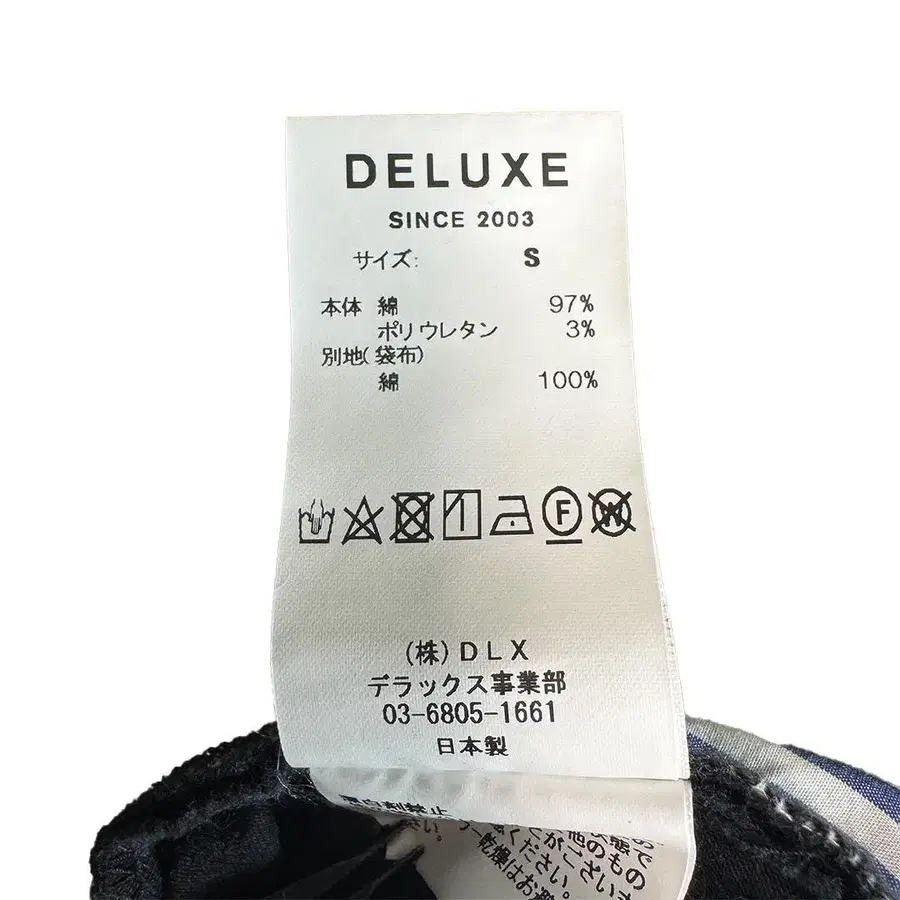 DELUXE
SINCE 2003
サイズ: S
本体 綿 97%
ポリウレタン 3%
別地(袋布)
綿 100%
F
W
(株)DLX
デラックス事業部
03-6805-1661
日本製